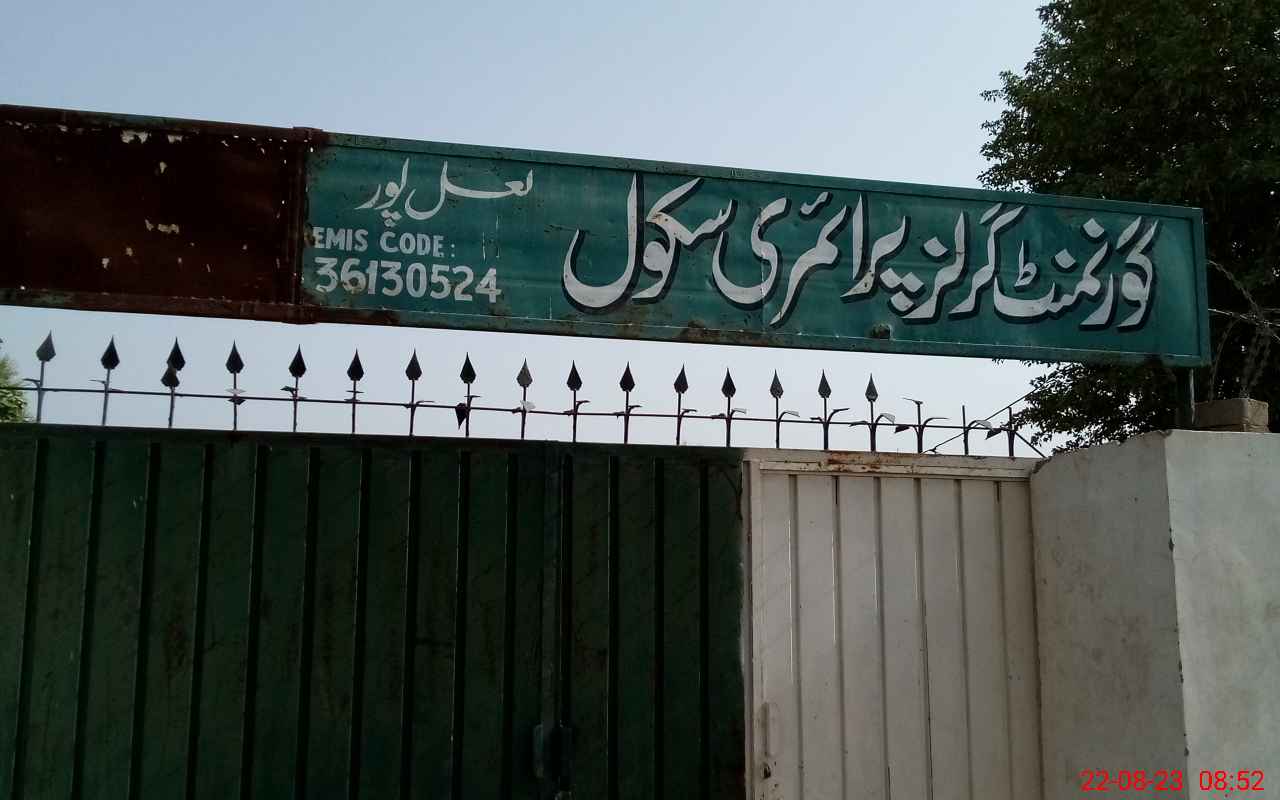 گورنمنٹ گرلز پرائمری سکول
لعل پور
EMIS CODE:
36130524
22-08-23 08:52